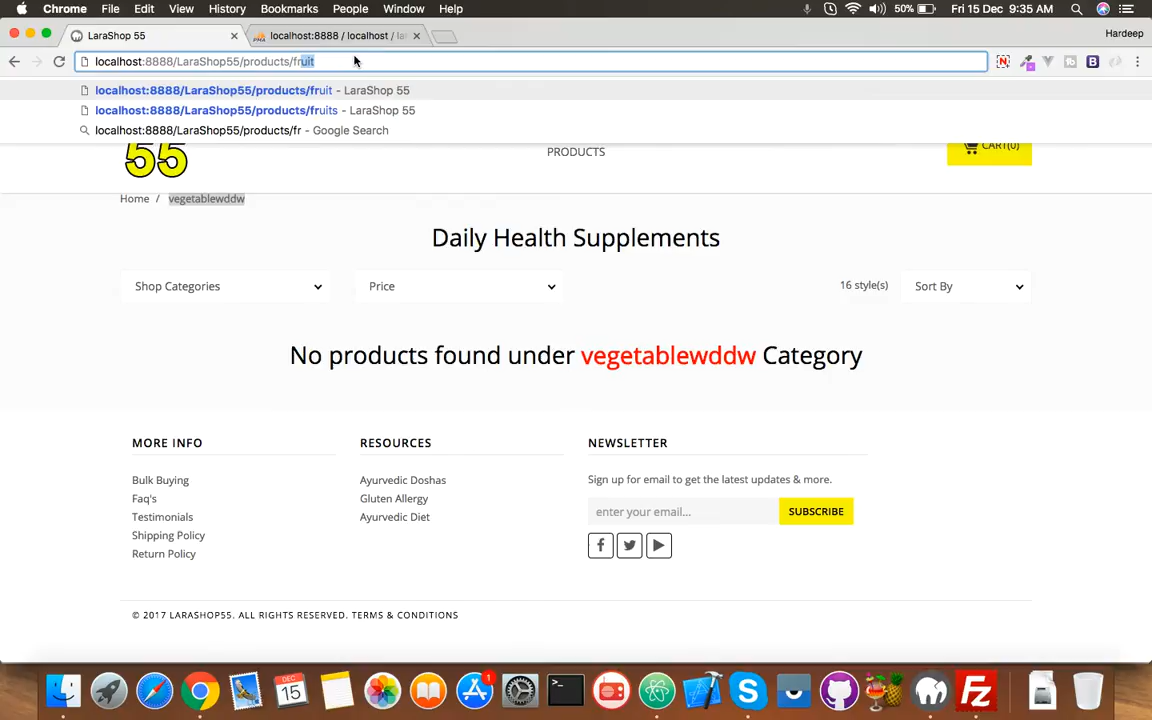 Chrome File Edit View History Bookmarks People Window Help 50% Fri 15 Dec 9:35 AM
LaraShop 55 localhost:8888 / localhost / la
Hardeep
localhost:8888/LaraShop55/products/fruit
localhost:8888/LaraShop55/products/fruit - LaraShop 55
localhost:8888/LaraShop55/products/fruits - LaraShop 55
localhost:8888/LaraShop55/products/fr - Google Search
55 PRODUCTS CART(0)
Home / vegetablewddw
Daily Health Supplements
Shop Categories Price 16 style(s) Sort By
No products found under vegetablewddw Category
MORE INFO RESOURCES NEWSLETTER
Bulk Buying Ayurvedic Doshas Sign up for email to get the latest updates & more.
Faq's Gluten Allergy
Testimonials Ayurvedic Diet enter your email... SUBSCRIBE
Shipping Policy
Return Policy
© 2017 LARASHOP55. ALL RIGHTS RESERVED. TERMS & CONDITIONS
DEC
15
1